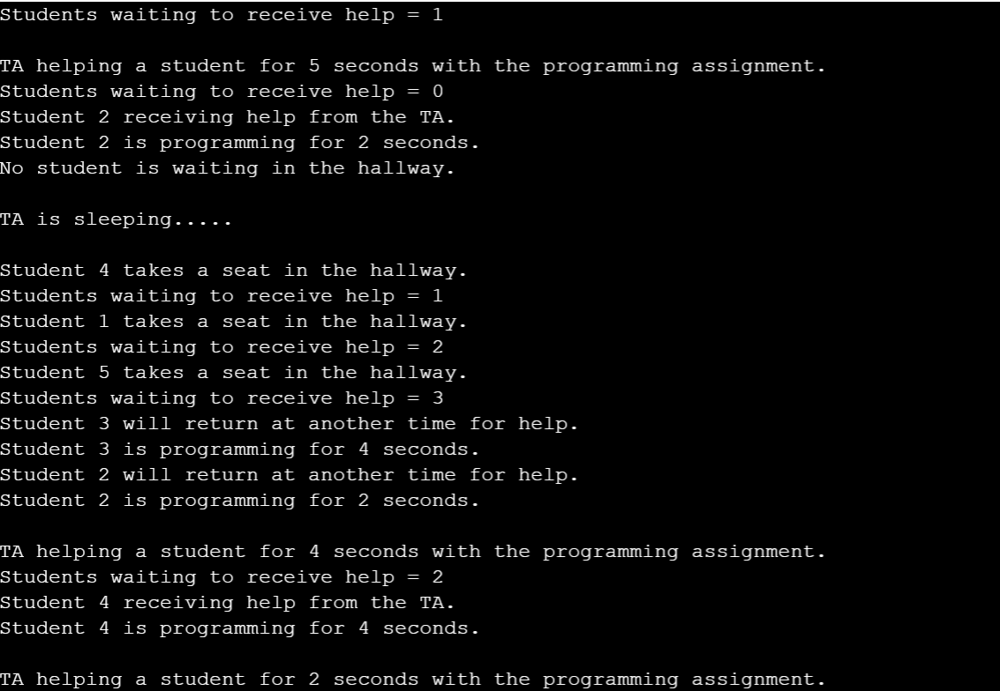 Students waiting to receive help = 1
TA helping a student for 5 seconds with the programming assignment.
Students waiting to receive help = 0
Student 2 receiving help from the TA.
Student 2 is programming for 2 seconds.
No student is waiting in the hallway.
TA is sleeping.....
Student 4 takes a seat in the hallway.
Students waiting to receive help = 1
Student 1 takes a seat in the hallway.
Students waiting to receive help = 2
Student 5 takes a seat in the hallway.
Students waiting to receive help = 3
Student 3 will return at another time for help.
Student 3 is programming for 4 seconds.
Student 2 will return at another time for help.
Student 2 is programming for 2 seconds.
TA helping a student for 4 seconds with the programming assignment.
Students waiting to receive help = 2
Student 4 receiving help from the TA.
Student 4 is programming for 4 seconds.
TA helping a student for 2 seconds with the programming assignment.